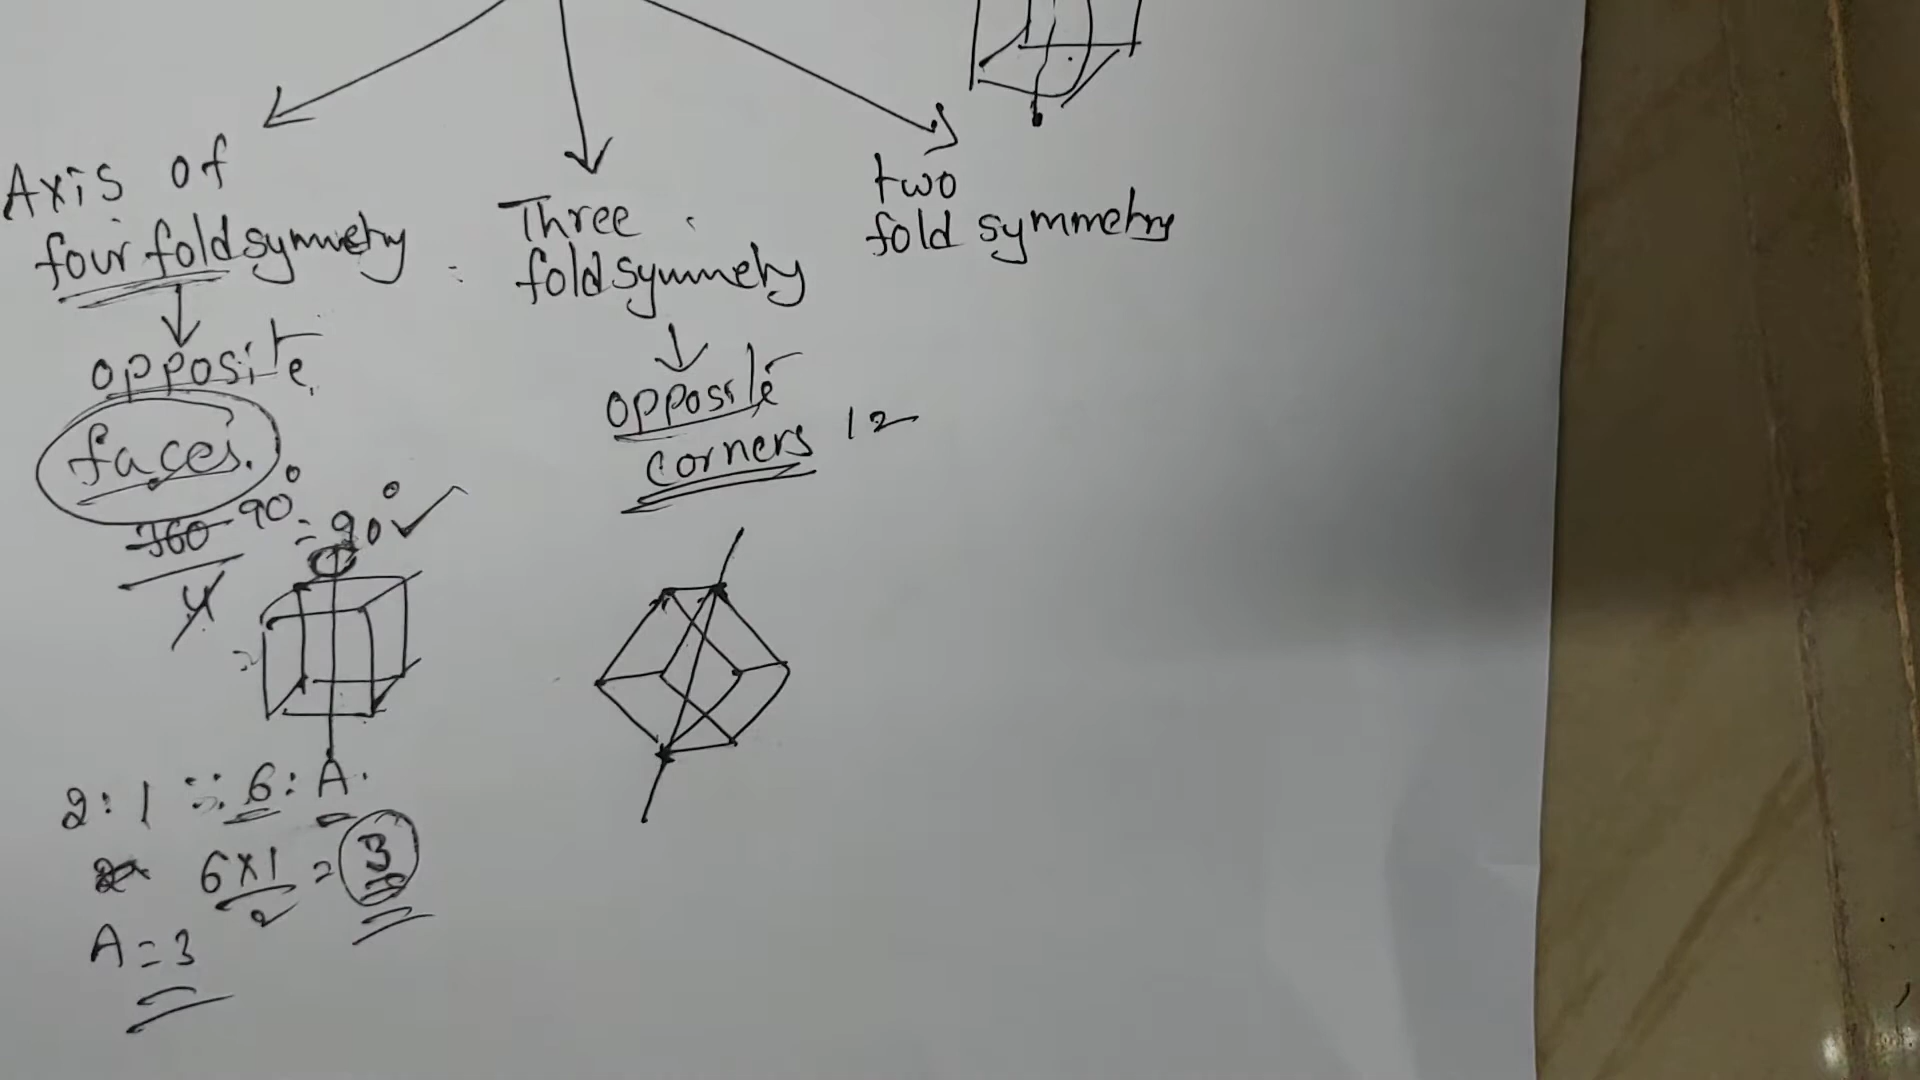 Axis of
four fold symmetry
opposite
faces.
360 90°
4
= 90° ✓
2 : 1 :: 6 : A.
6×1 = 3
2
A = 3
Three
fold symmetry
opposite
corners 12
two
fold symmetry